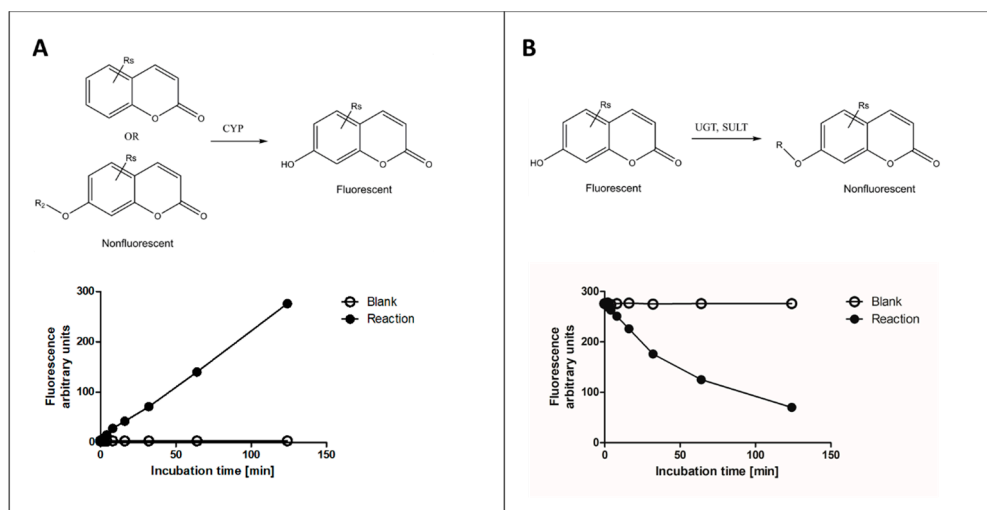 A
Rs
O
O
OR
CYP
Rs
HO
O
O
Fluorescent
Rs
R2
O
O
O
Nonfluorescent
300
200
100
0
0
50
100
150
Fluorescence
arbitrary units
Incubation time [min]
Blank
Reaction
B
Rs
HO
O
O
Fluorescent
UGT, SULT
Rs
R
O
O
O
Nonfluorescent
300
200
100
0
0
50
100
150
Fluorescence
arbitrary units
Incubation time [min]
Blank
Reaction